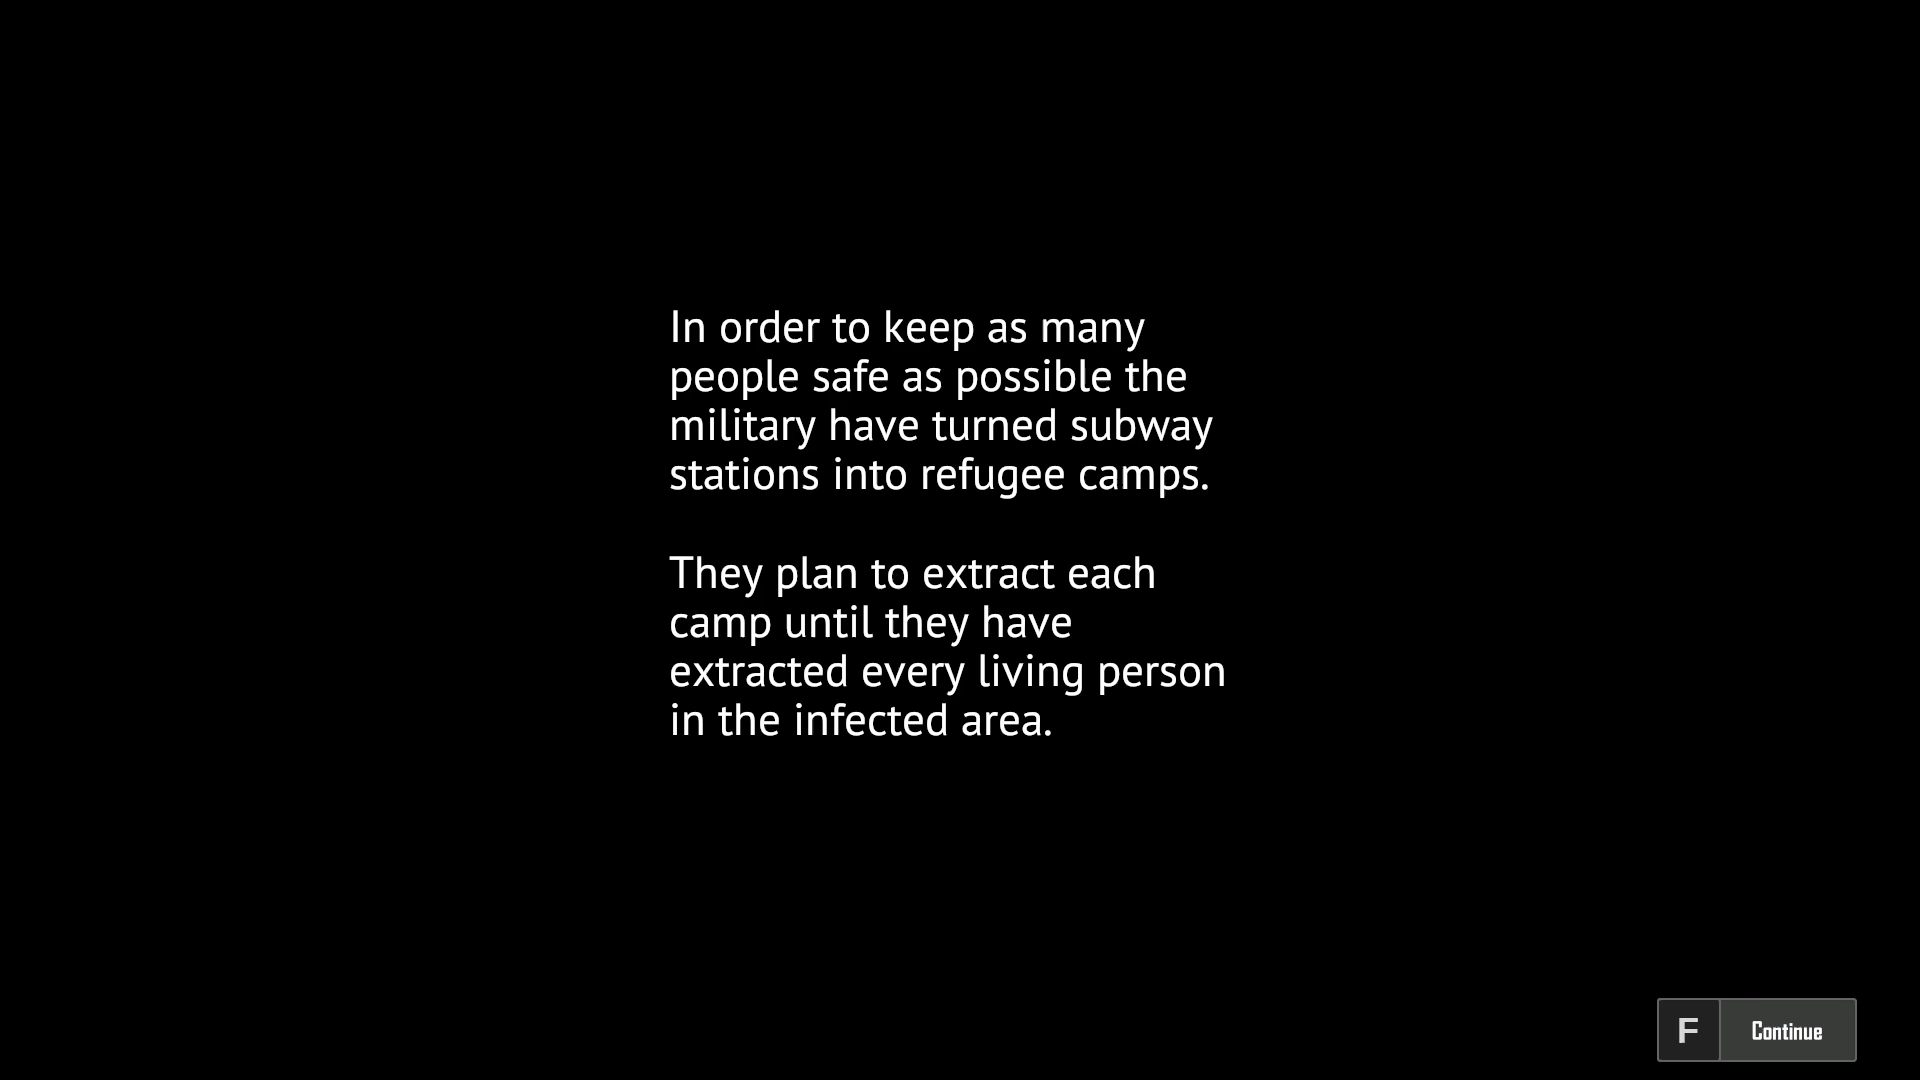 In order to keep as many
people safe as possible the
military have turned subway
stations into refugee camps.
They plan to extract each
camp until they have
extracted every living person
in the infected area.
F Continue